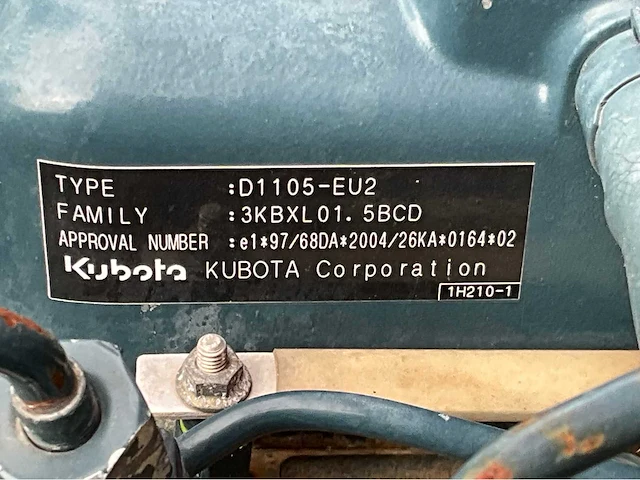 TYPE :D1105-EU2
FAMILY :3KBXL01.5BCD
APPROVAL NUMBER :e1*97/68DA*2004/26KA*0164*02
Kubota KUBOTA Corporation
1H210-1